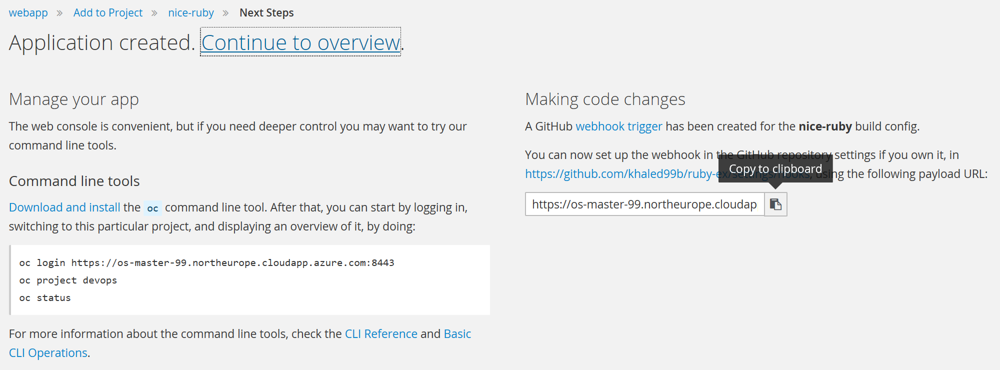 webapp » Add to Project » nice-ruby » Next Steps
Application created. Continue to overview.
Manage your app
The web console is convenient, but if you need deeper control you may want to try our
command line tools.
Command line tools
Download and install the oc command line tool. After that, you can start by logging in,
switching to this particular project, and displaying an overview of it, by doing:
oc login https://os-master-99.northeurope.cloudapp.azure.com:8443
oc project devops
oc status
For more information about the command line tools, check the CLI Reference and Basic
CLI Operations.
Making code changes
A GitHub webhook trigger has been created for the nice-ruby build config.
You can now set up the webhook in the GitHub repository settings if you own it, in
Copy to clipboard
https://github.com/khaled99b/ruby-ex/settings/hooks, using the following payload URL:
https://os-master-99.northeurope.cloudap